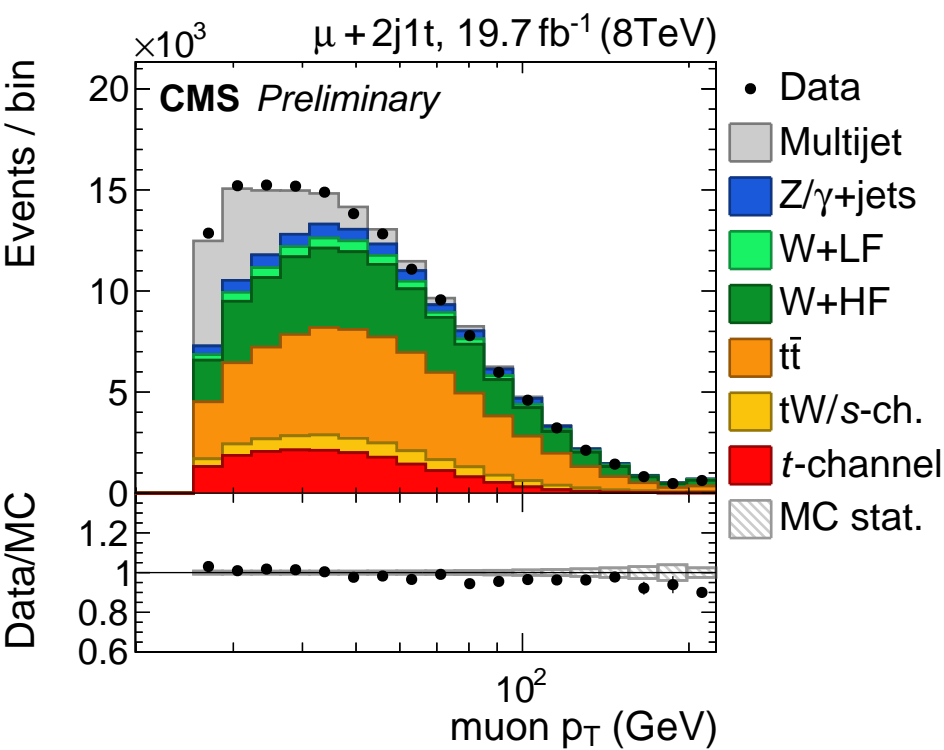 ×10³ μ + 2j1t, 19.7 fb⁻¹ (8TeV)
CMS Preliminary
Events / bin
20
15
10
5
0
Data
Multijet
Z/γ+jets
W+LF
W+HF
tt̄
tW/s-ch.
t-channel
MC stat.
Data/MC
1.2
1
0.8
0.6
10²
muon p_T (GeV)